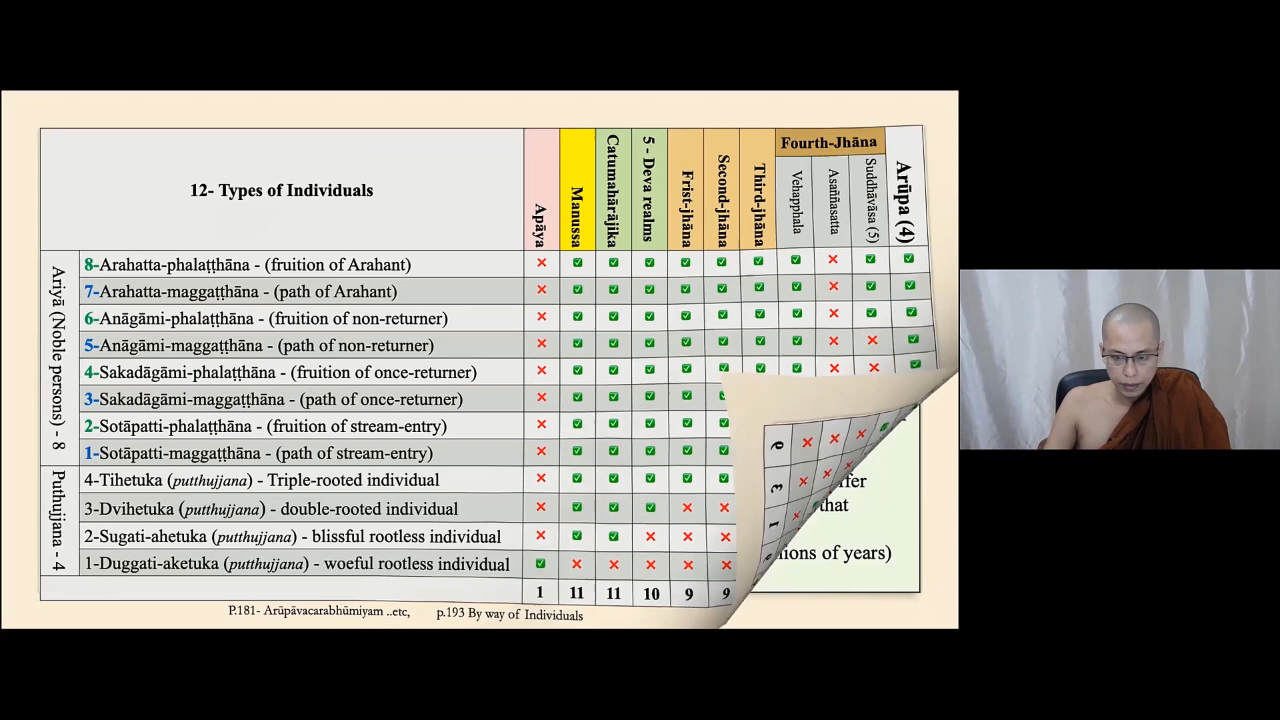 12- Types of Individuals
Apāya
Manussa
Catumahārājika
5 - Deva realms
Frist-jhāna
Second-jhāna
Third-jhāna
Fourth-Jhāna
Vehapphala
Asaññasatta
Suddhāvāsa (5)
Arūpa (4)
Ariyā (Noble persons) - 8
8-Arahatta-phalaṭṭhāna - (fruition of Arahant)
7-Arahatta-maggaṭṭhāna - (path of Arahant)
6-Anāgāmi-phalaṭṭhāna - (fruition of non-returner)
5-Anāgāmi-maggaṭṭhāna - (path of non-returner)
4-Sakadāgāmi-phalaṭṭhāna - (fruition of once-returner)
3-Sakadāgāmi-maggaṭṭhāna - (path of once-returner)
2-Sotāpatti-phalaṭṭhāna - (fruition of stream-entry)
1-Sotāpatti-maggaṭṭhāna - (path of stream-entry)
Puthujjana - 4
4-Tihetuka (putthujjana) - Triple-rooted individual
3-Dvihetuka (putthujjana) - double-rooted individual
2-Sugati-ahetuka (putthujjana) - blissful rootless individual
1-Duggati-aketuka (putthujjana) - woeful rootless individual
1 11 11 10 9 9
that
ions of years)
P.181- Arūpāvacarabhūmiyam ..etc, p.193 By way of Individuals